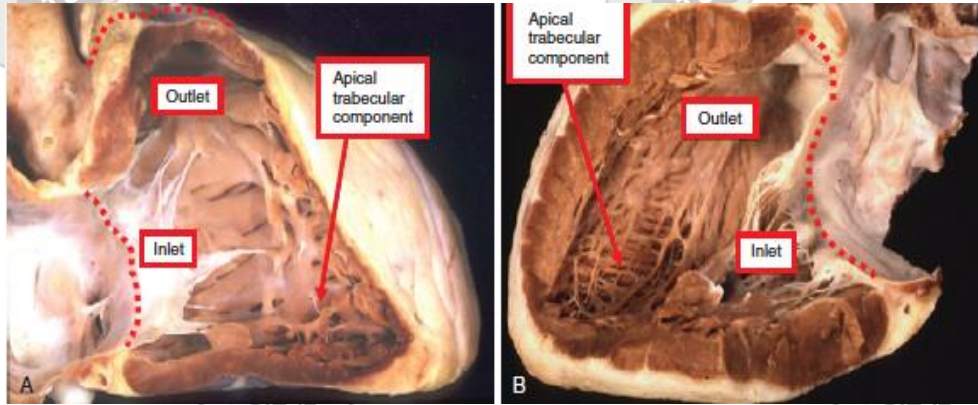 Outlet
Apical
trabecular
component
Inlet
A
Apical
trabecular
component
Outlet
Inlet
B